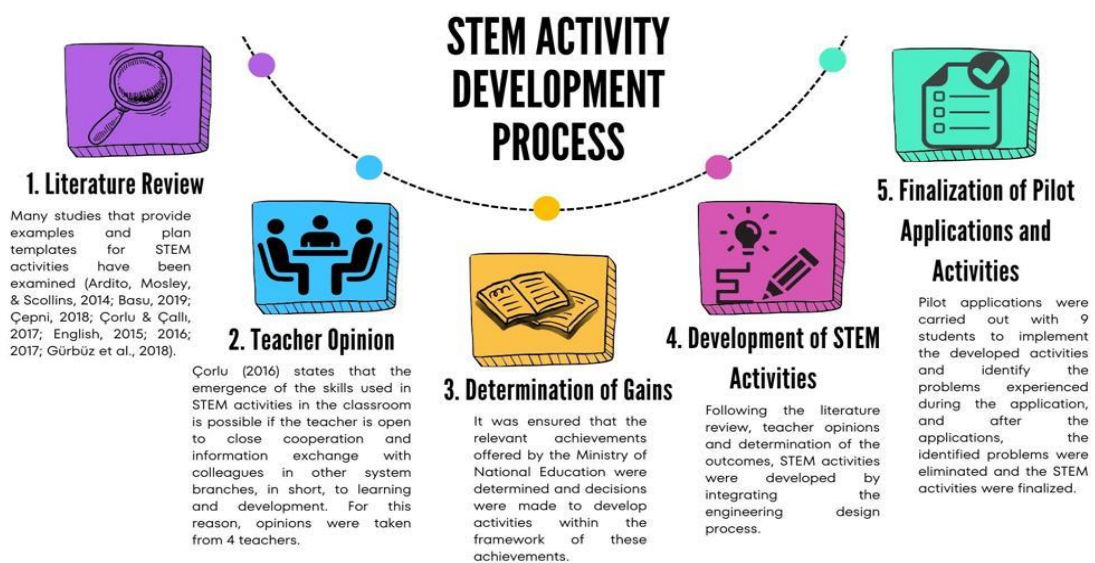 STEM ACTIVITY
DEVELOPMENT
PROCESS
1. Literature Review
Many studies that provide
examples and plan
templates for STEM
activities have been
examined (Ardito, Mosley,
& Scollins, 2014; Basu, 2019;
Çepni, 2018; Çorlu & Çallı,
2017; English, 2015; 2016;
2017; Gürbüz et al., 2018).
2. Teacher Opinion
Çorlu (2016) states that the
emergence of the skills used in
STEM activities in the classroom
is possible if the teacher is open
to close cooperation and
information exchange with
colleagues in other system
branches, in short, to learning
and development. For this
reason, opinions were taken
from 4 teachers.
3. Determination of Gains
It was ensured that the
relevant achievements
offered by the Ministry of
National Education were
determined and decisions
were made to develop
activities within the
framework of these
achievements.
4. Development of STEM
Activities
Following the literature
review, teacher opinions
and determination of the
outcomes, STEM activities
were developed by
integrating the
engineering design
process.
5. Finalization of Pilot
Applications and
Activities
Pilot applications were
carried out with 9
students to implement
the developed activities
and identify the
problems experienced
during the application,
and after the
applications, the
identified problems were
eliminated and the STEM
activities were finalized.